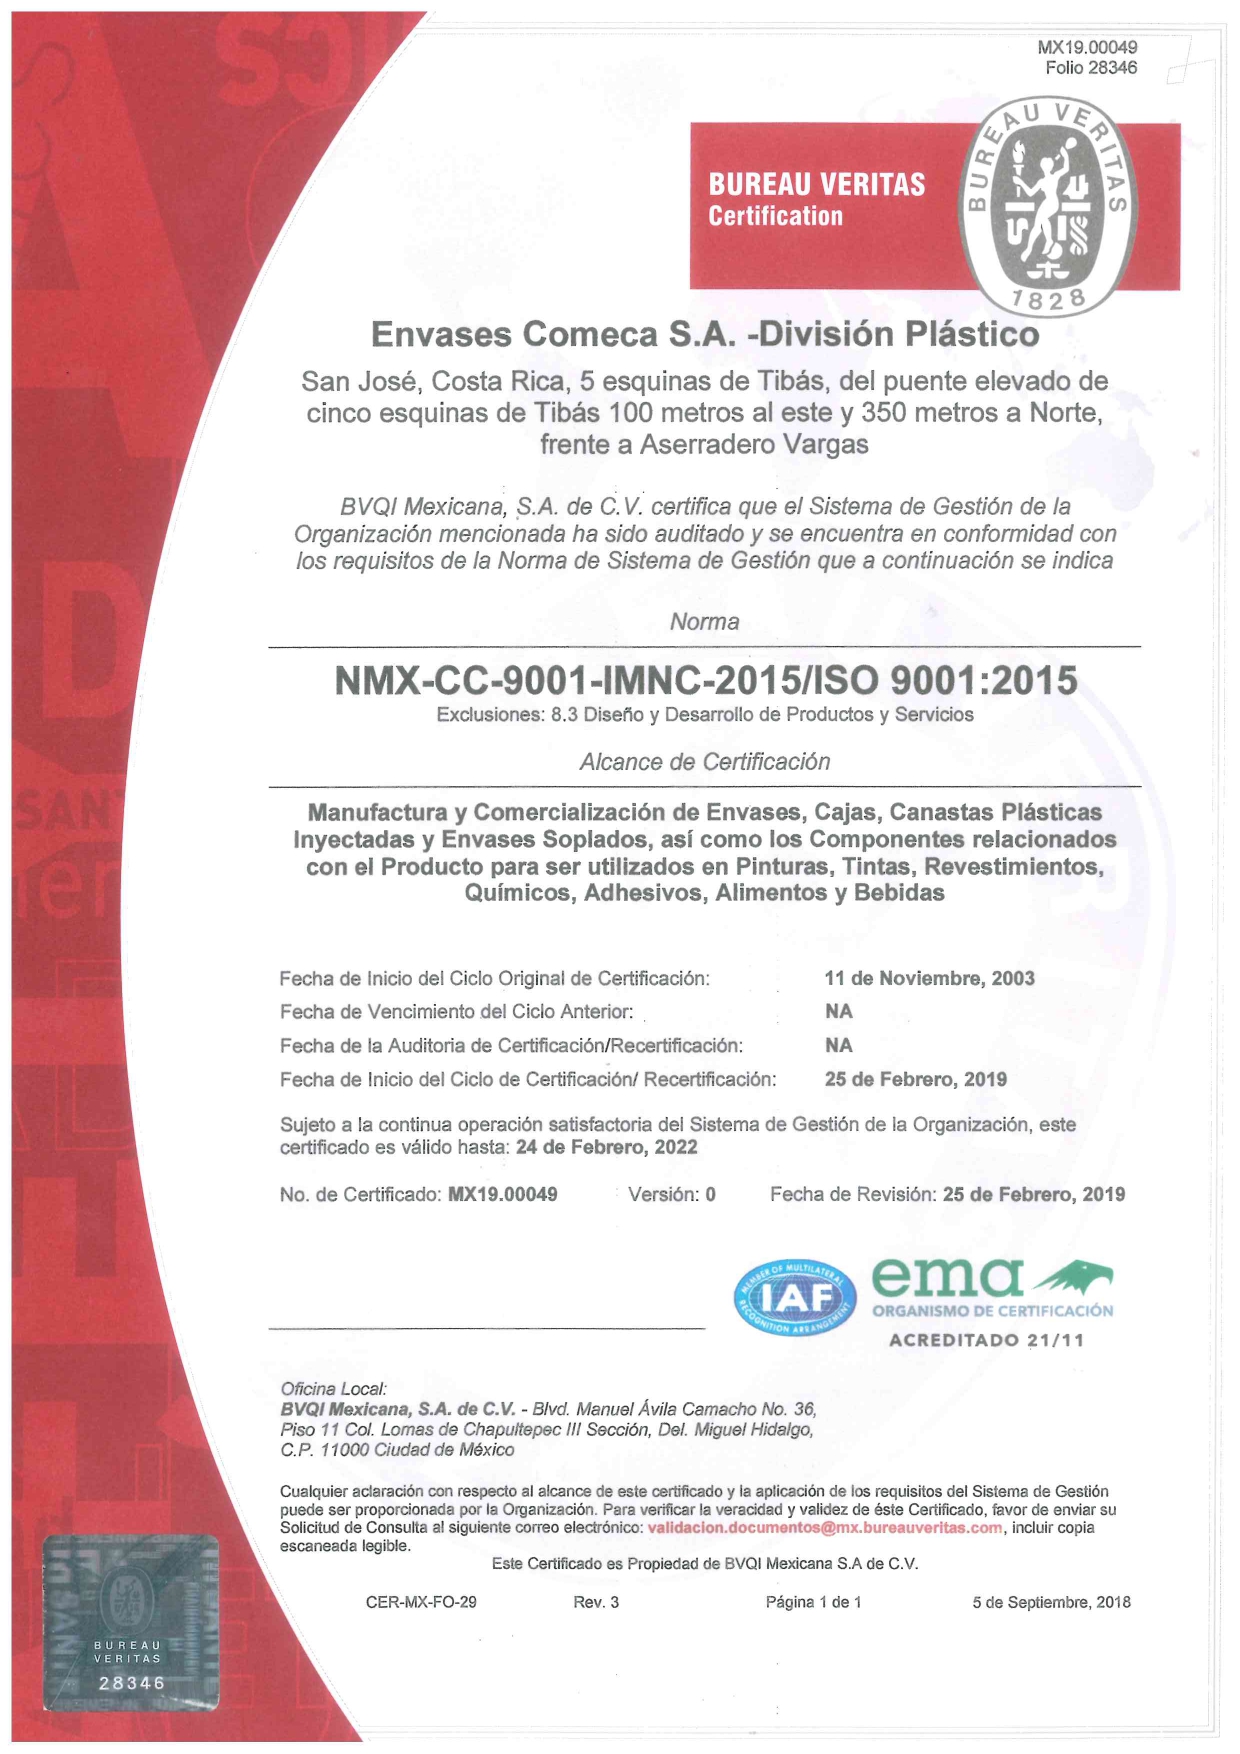 MX19.00049
Folio 28346
BUREAU VERITAS
Certification
BUREAU VERITAS
1828
Envases Comeca S.A. -División Plástico
San José, Costa Rica, 5 esquinas de Tibás, del puente elevado de
cinco esquinas de Tibás 100 metros al este y 350 metros a Norte,
frente a Aserradero Vargas
BVQI Mexicana, S.A. de C.V. certifica que el Sistema de Gestión de la
Organización mencionada ha sido auditado y se encuentra en conformidad con
los requisitos de la Norma de Sistema de Gestión que a continuación se indica
Norma
NMX-CC-9001-IMNC-2015/ISO 9001:2015
Exclusiones: 8.3 Diseño y Desarrollo de Productos y Servicios
Alcance de Certificación
Manufactura y Comercialización de Envases, Cajas, Canastas Plásticas
Inyectadas y Envases Soplados, así como los Componentes relacionados
con el Producto para ser utilizados en Pinturas, Tintas, Revestimientos,
Químicos, Adhesivos, Alimentos y Bebidas
Fecha de Inicio del Ciclo Original de Certificación: 11 de Noviembre, 2003
Fecha de Vencimiento del Ciclo Anterior: NA
Fecha de la Auditoria de Certificación/Recertificación: NA
Fecha de Inicio del Ciclo de Certificación/ Recertificación: 25 de Febrero, 2019
Sujeto a la continua operación satisfactoria del Sistema de Gestión de la Organización, este
certificado es válido hasta: 24 de Febrero, 2022
No. de Certificado: MX19.00049 Versión: 0 Fecha de Revisión: 25 de Febrero, 2019
MEMBER OF MULTILATERAL
IAF
RECOGNITION ARRANGEMENT
ema
ORGANISMO DE CERTIFICACIÓN
ACREDITADO 21/11
Oficina Local:
BVQI Mexicana, S.A. de C.V. - Blvd. Manuel Ávila Camacho No. 36,
Piso 11 Col. Lomas de Chapultepec III Sección, Del. Miguel Hidalgo,
C.P. 11000 Ciudad de México
Cualquier aclaración con respecto al alcance de este certificado y la aplicación de los requisitos del Sistema de Gestión
puede ser proporcionada por la Organización. Para verificar la veracidad y validez de éste Certificado, favor de enviar su
Solicitud de Consulta al siguiente correo electrónico: validacion.documentos@mx.bureauveritas.com, incluir copia
escaneada legible.
Este Certificado es Propiedad de BVQI Mexicana S.A de C.V.
CER-MX-FO-29 Rev. 3 Página 1 de 1 5 de Septiembre, 2018
BUREAU
VERITAS
28346